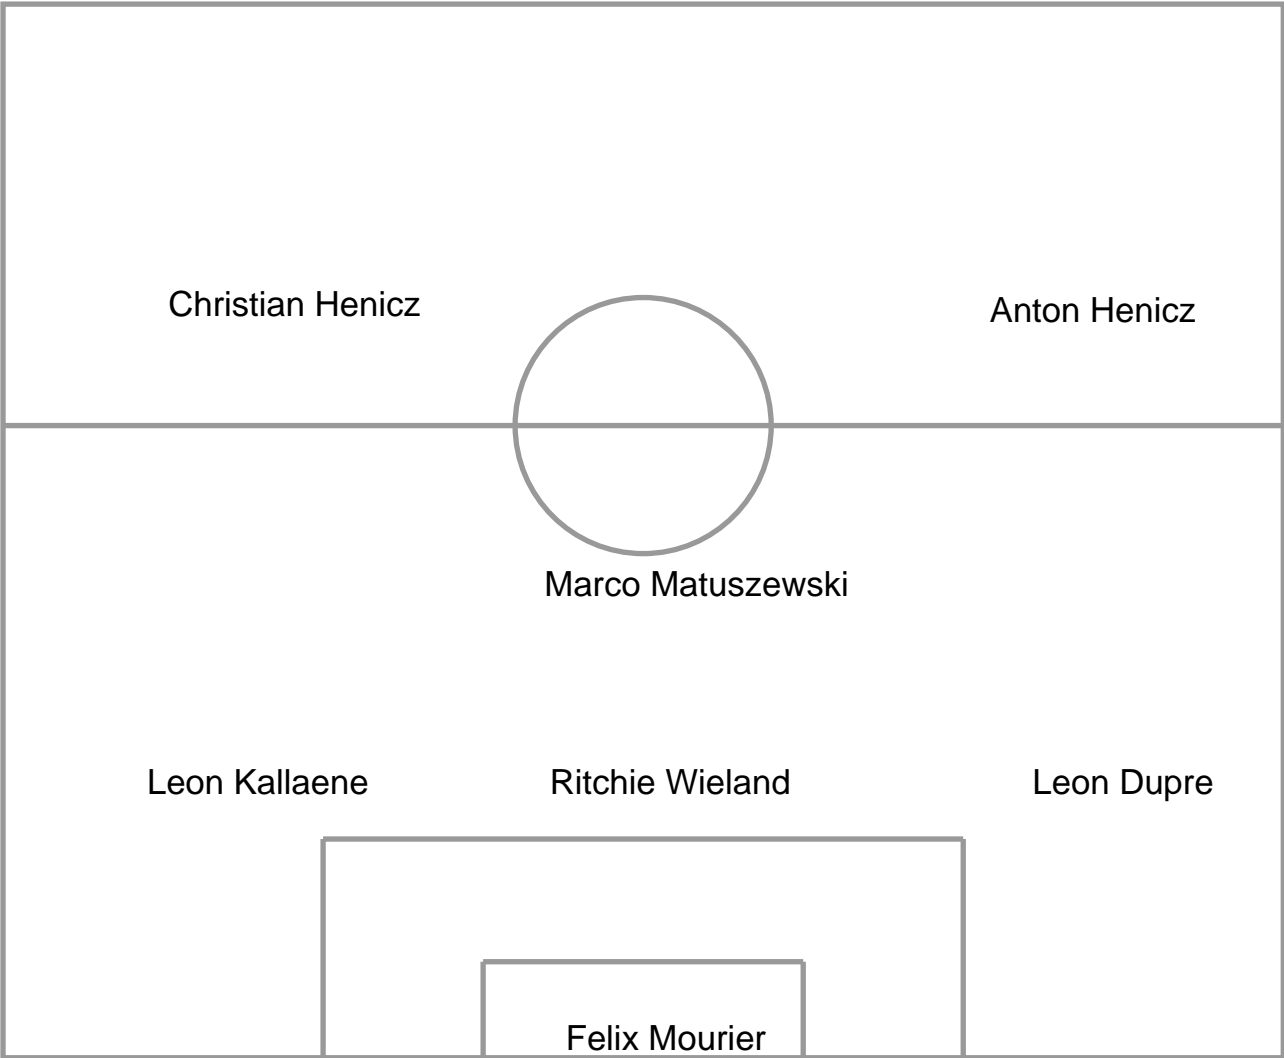 Christian Henicz
Anton Henicz
Marco Matuszewski
Leon Kallaene
Ritchie Wieland
Leon Dupre
Felix Mourier